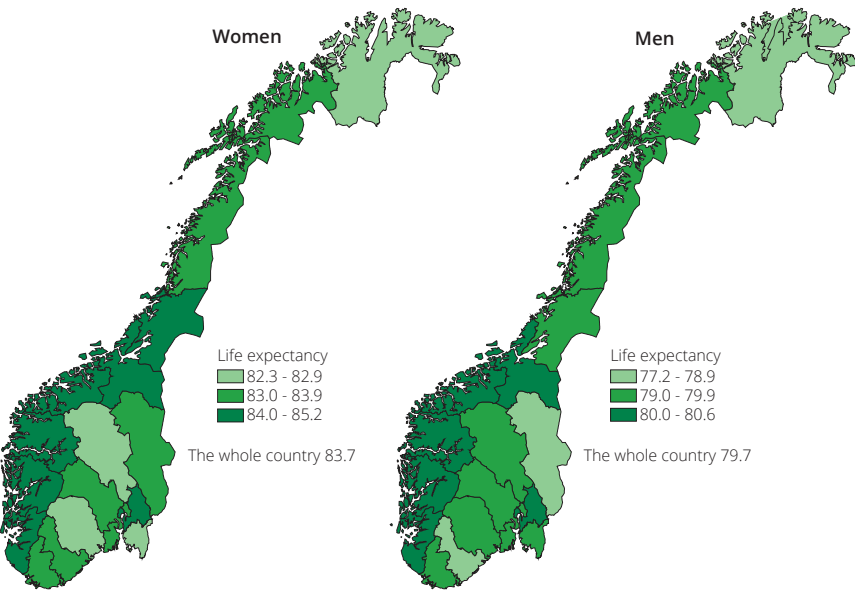 Women
Life expectancy
82.3 - 82.9
83.0 - 83.9
84.0 - 85.2
The whole country 83.7
Men
Life expectancy
77.2 - 78.9
79.0 - 79.9
80.0 - 80.6
The whole country 79.7